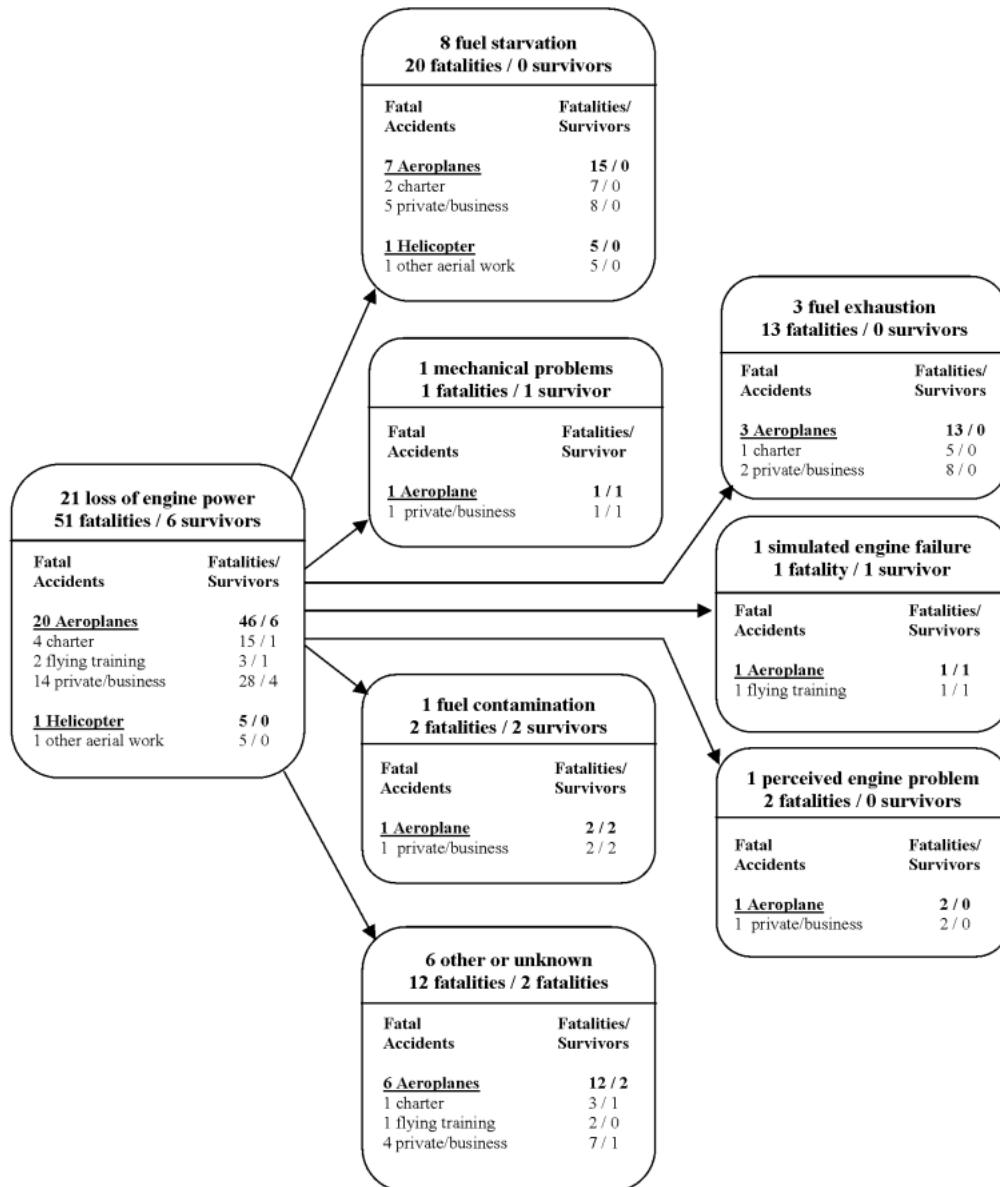 8 fuel starvation
20 fatalities / 0 survivors
Fatal Fatalities/
Accidents Survivors
7 Aeroplanes 15 / 0
2 charter 7 / 0
5 private/business 8 / 0
1 Helicopter 5 / 0
1 other aerial work 5 / 0
3 fuel exhaustion
13 fatalities / 0 survivors
Fatal Fatalities/
Accidents Survivors
3 Aeroplanes 13 / 0
1 charter 5 / 0
2 private/business 8 / 0
1 mechanical problems
1 fatalities / 1 survivor
Fatal Fatalities/
Accidents Survivor
1 Aeroplane 1 / 1
1 private/business 1 / 1
21 loss of engine power
51 fatalities / 6 survivors
Fatal Fatalities/
Accidents Survivors
20 Aeroplanes 46 / 6
4 charter 15 / 1
2 flying training 3 / 1
14 private/business 28 / 4
1 Helicopter 5 / 0
1 other aerial work 5 / 0
1 simulated engine failure
1 fatality / 1 survivor
Fatal Fatalities/
Accidents Survivors
1 Aeroplane 1 / 1
1 flying training 1 / 1
1 fuel contamination
2 fatalities / 2 survivors
Fatal Fatalities/
Accidents Survivors
1 Aeroplane 2 / 2
1 private/business 2 / 2
1 perceived engine problem
2 fatalities / 0 survivors
Fatal Fatalities/
Accidents Survivors
1 Aeroplane 2 / 0
1 private/business 2 / 0
6 other or unknown
12 fatalities / 2 fatalities
Fatal Fatalities/
Accidents Survivors
6 Aeroplanes 12 / 2
1 charter 3 / 1
1 flying training 2 / 0
4 private/business 7 / 1